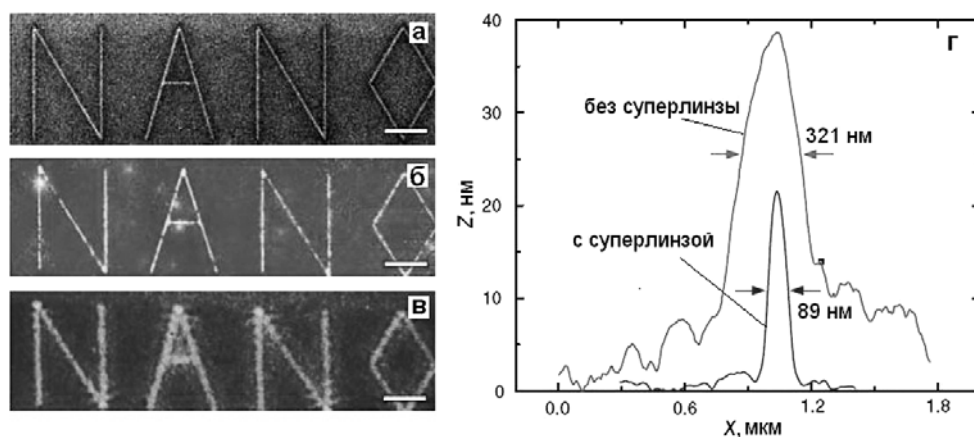 NANO
а
NANO
б
NANO
в
г
Z, нм
40
30
20
10
0
без суперлинзы
321 нм
с суперлинзой
89 нм
0.0 0.6 1.2 1.8
X, мкм